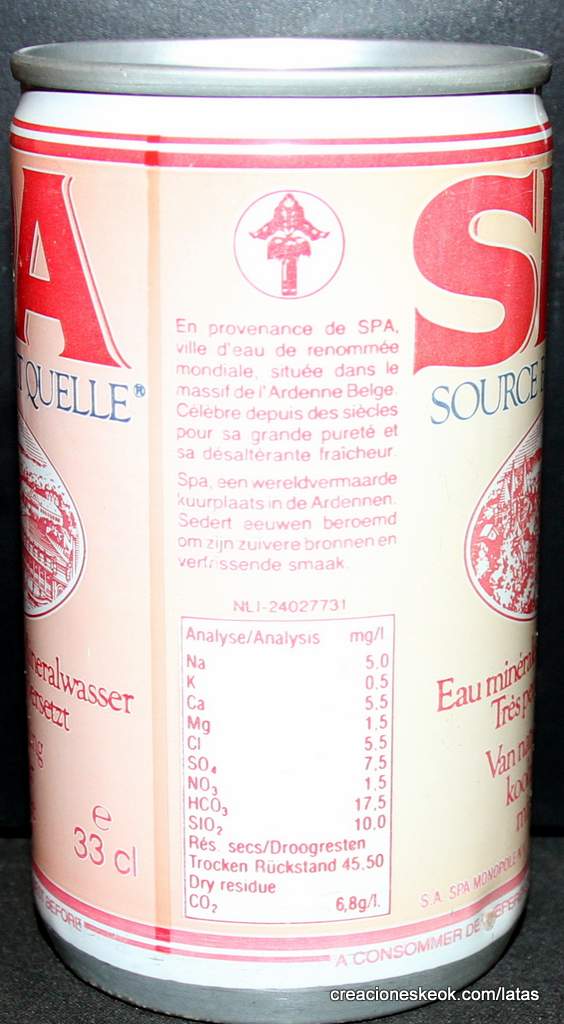 A
QUELLE®
mineralwasser
33 cl
e
BEFORE
En provenance de SPA,
ville d'eau de renommée
mondiale, située dans le
massif de l'Ardenne Belge.
Célèbre depuis des siècles
pour sa grande pureté et
sa désaltérante fraîcheur.
Spa, een wereldvermaarde
kuurplaats in de Ardennen.
Sedert eeuwen beroemd
om zijn zuivere bronnen en
verfrissende smaak.
NLI-24027731
Analyse/Analysis mg/l
Na 5.0
K 0.5
Ca 5.5
Mg 1.5
Cl 5.5
SO₄ 7.5
NO₃ 1.5
HCO₃ 17.5
SIO₂ 10.0
Rés. secs/Droogresten
Trocken Rückstand 45.50
Dry residue
CO₂ 6,8g/l.
S
SOURCE
Eau minéra
Très pe
Van na
S.A. SPA MONOPOLE
A CONSOMMER DE
creacioneskeok.com/latas